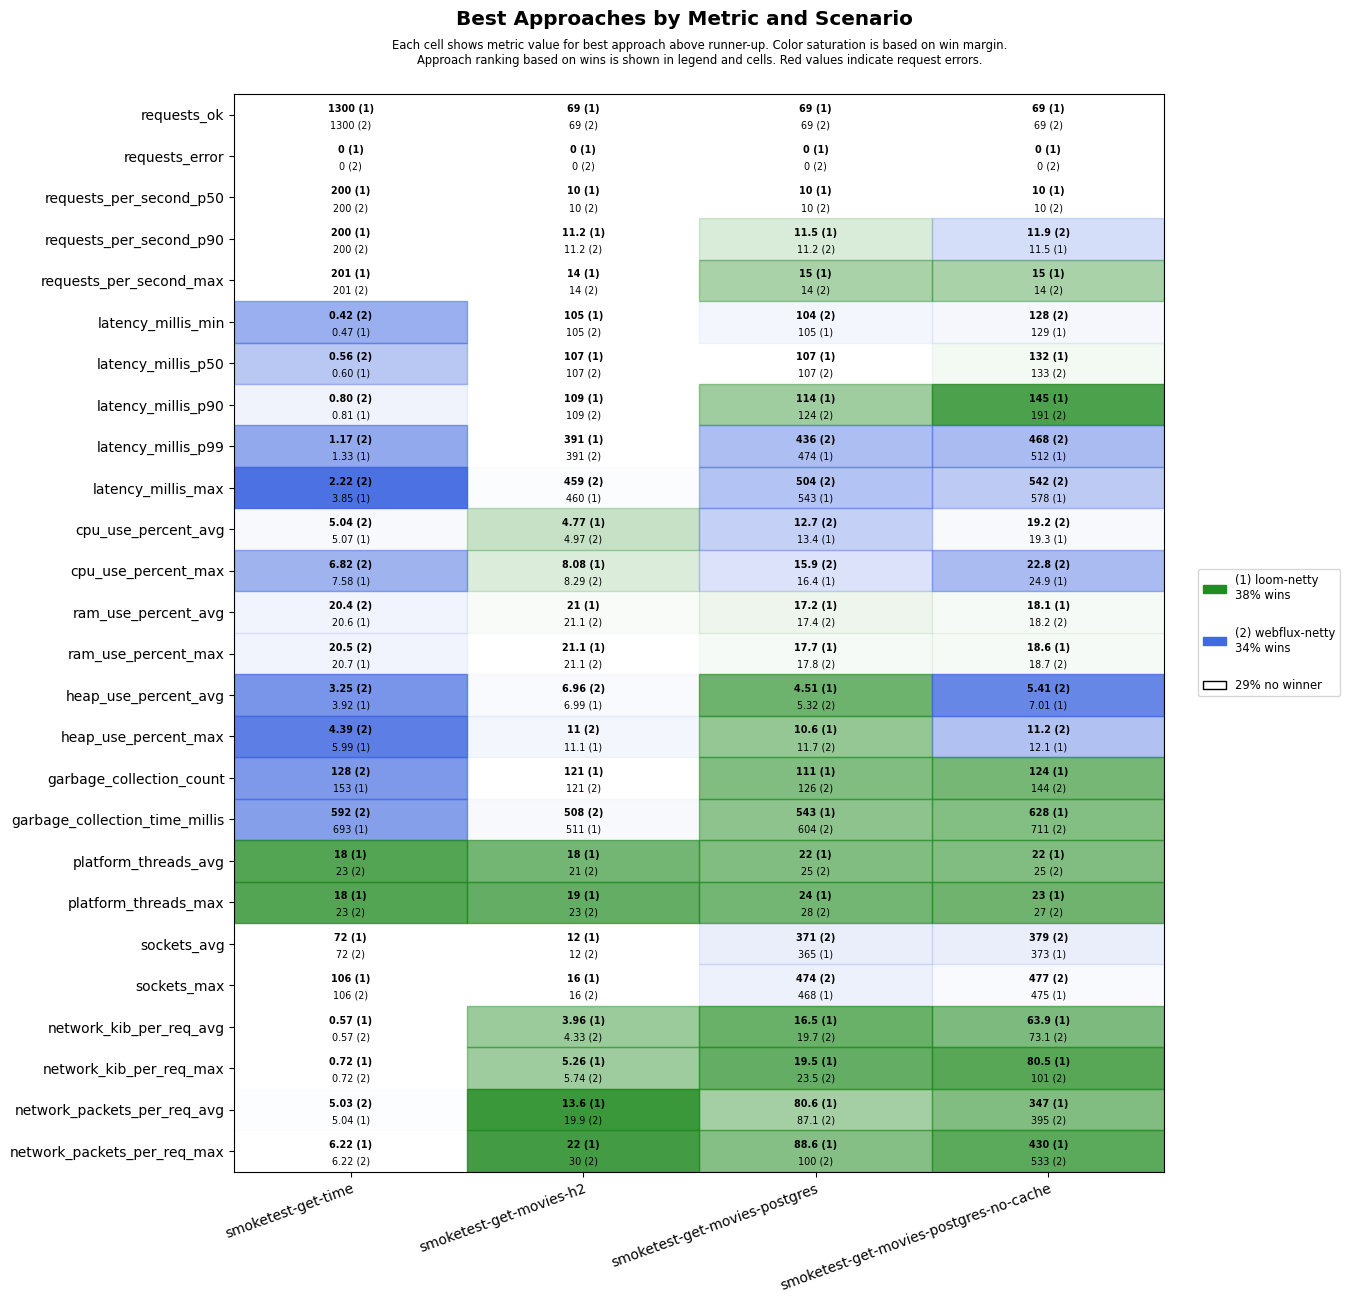 Best Approaches by Metric and Scenario
Each cell shows metric value for best approach above runner-up. Color saturation is based on win margin.
Approach ranking based on wins is shown in legend and cells. Red values indicate request errors.
requests_ok
1300 (1) 69 (1) 69 (1) 69 (1)
1300 (2) 69 (2) 69 (2) 69 (2)
requests_error
0 (1) 0 (1) 0 (1) 0 (1)
0 (2) 0 (2) 0 (2) 0 (2)
requests_per_second_p50
200 (1) 10 (1) 10 (1) 10 (1)
200 (2) 10 (2) 10 (2) 10 (2)
requests_per_second_p90
200 (1) 11.2 (1) 11.5 (1) 11.9 (2)
200 (2) 11.2 (2) 11.2 (2) 11.5 (1)
requests_per_second_max
201 (1) 14 (1) 15 (1) 15 (1)
201 (2) 14 (2) 14 (2) 14 (2)
latency_millis_min
0.42 (2) 105 (1) 104 (2) 128 (2)
0.47 (1) 105 (2) 105 (1) 129 (1)
latency_millis_p50
0.56 (2) 107 (1) 107 (1) 132 (1)
0.60 (1) 107 (2) 107 (2) 133 (2)
latency_millis_p90
0.80 (2) 109 (1) 114 (1) 145 (1)
0.81 (1) 109 (2) 124 (2) 191 (2)
latency_millis_p99
1.17 (2) 391 (1) 436 (2) 468 (2)
1.33 (1) 391 (2) 474 (1) 512 (1)
latency_millis_max
2.22 (2) 459 (2) 504 (2) 542 (2)
3.85 (1) 460 (1) 543 (1) 578 (1)
cpu_use_percent_avg
5.04 (2) 4.77 (1) 12.7 (2) 19.2 (2)
5.07 (1) 4.97 (2) 13.4 (1) 19.3 (1)
cpu_use_percent_max
6.82 (2) 8.08 (1) 15.9 (2) 22.8 (2)
7.58 (1) 8.29 (2) 16.4 (1) 24.9 (1)
ram_use_percent_avg
20.4 (2) 21 (1) 17.2 (1) 18.1 (1)
20.6 (1) 21.1 (2) 17.4 (2) 18.2 (2)
ram_use_percent_max
20.5 (2) 21.1 (1) 17.7 (1) 18.6 (1)
20.7 (1) 21.1 (2) 17.8 (2) 18.7 (2)
heap_use_percent_avg
3.25 (2) 6.96 (2) 4.51 (1) 5.41 (2)
3.92 (1) 6.99 (1) 5.32 (2) 7.01 (1)
heap_use_percent_max
4.39 (2) 11 (2) 10.6 (1) 11.2 (2)
5.99 (1) 11.1 (1) 11.7 (2) 12.1 (1)
garbage_collection_count
128 (2) 121 (1) 111 (1) 124 (1)
153 (1) 121 (2) 126 (2) 144 (2)
garbage_collection_time_millis
592 (2) 508 (2) 543 (1) 628 (1)
693 (1) 511 (1) 604 (2) 711 (2)
platform_threads_avg
18 (1) 18 (1) 22 (1) 22 (1)
23 (2) 21 (2) 25 (2) 25 (2)
platform_threads_max
18 (1) 19 (1) 24 (1) 23 (1)
23 (2) 23 (2) 28 (2) 27 (2)
sockets_avg
72 (1) 12 (1) 371 (2) 379 (2)
72 (2) 12 (2) 365 (1) 373 (1)
sockets_max
106 (1) 16 (1) 474 (2) 477 (2)
106 (2) 16 (2) 468 (1) 475 (1)
network_kib_per_req_avg
0.57 (1) 3.96 (1) 16.5 (1) 63.9 (1)
0.57 (2) 4.33 (2) 19.7 (2) 73.1 (2)
network_kib_per_req_max
0.72 (1) 5.26 (1) 19.5 (1) 80.5 (1)
0.72 (2) 5.74 (2) 23.5 (2) 101 (2)
network_packets_per_req_avg
5.03 (2) 13.6 (1) 80.6 (1) 347 (1)
5.04 (1) 19.9 (2) 87.1 (2) 395 (2)
network_packets_per_req_max
6.22 (1) 22 (1) 88.6 (1) 430 (1)
6.22 (2) 30 (2) 100 (2) 533 (2)
smoketest-get-time
smoketest-get-movies-h2
smoketest-get-movies-postgres
smoketest-get-movies-postgres-no-cache
(1) loom-netty
38% wins
(2) webflux-netty
34% wins
29% no winner